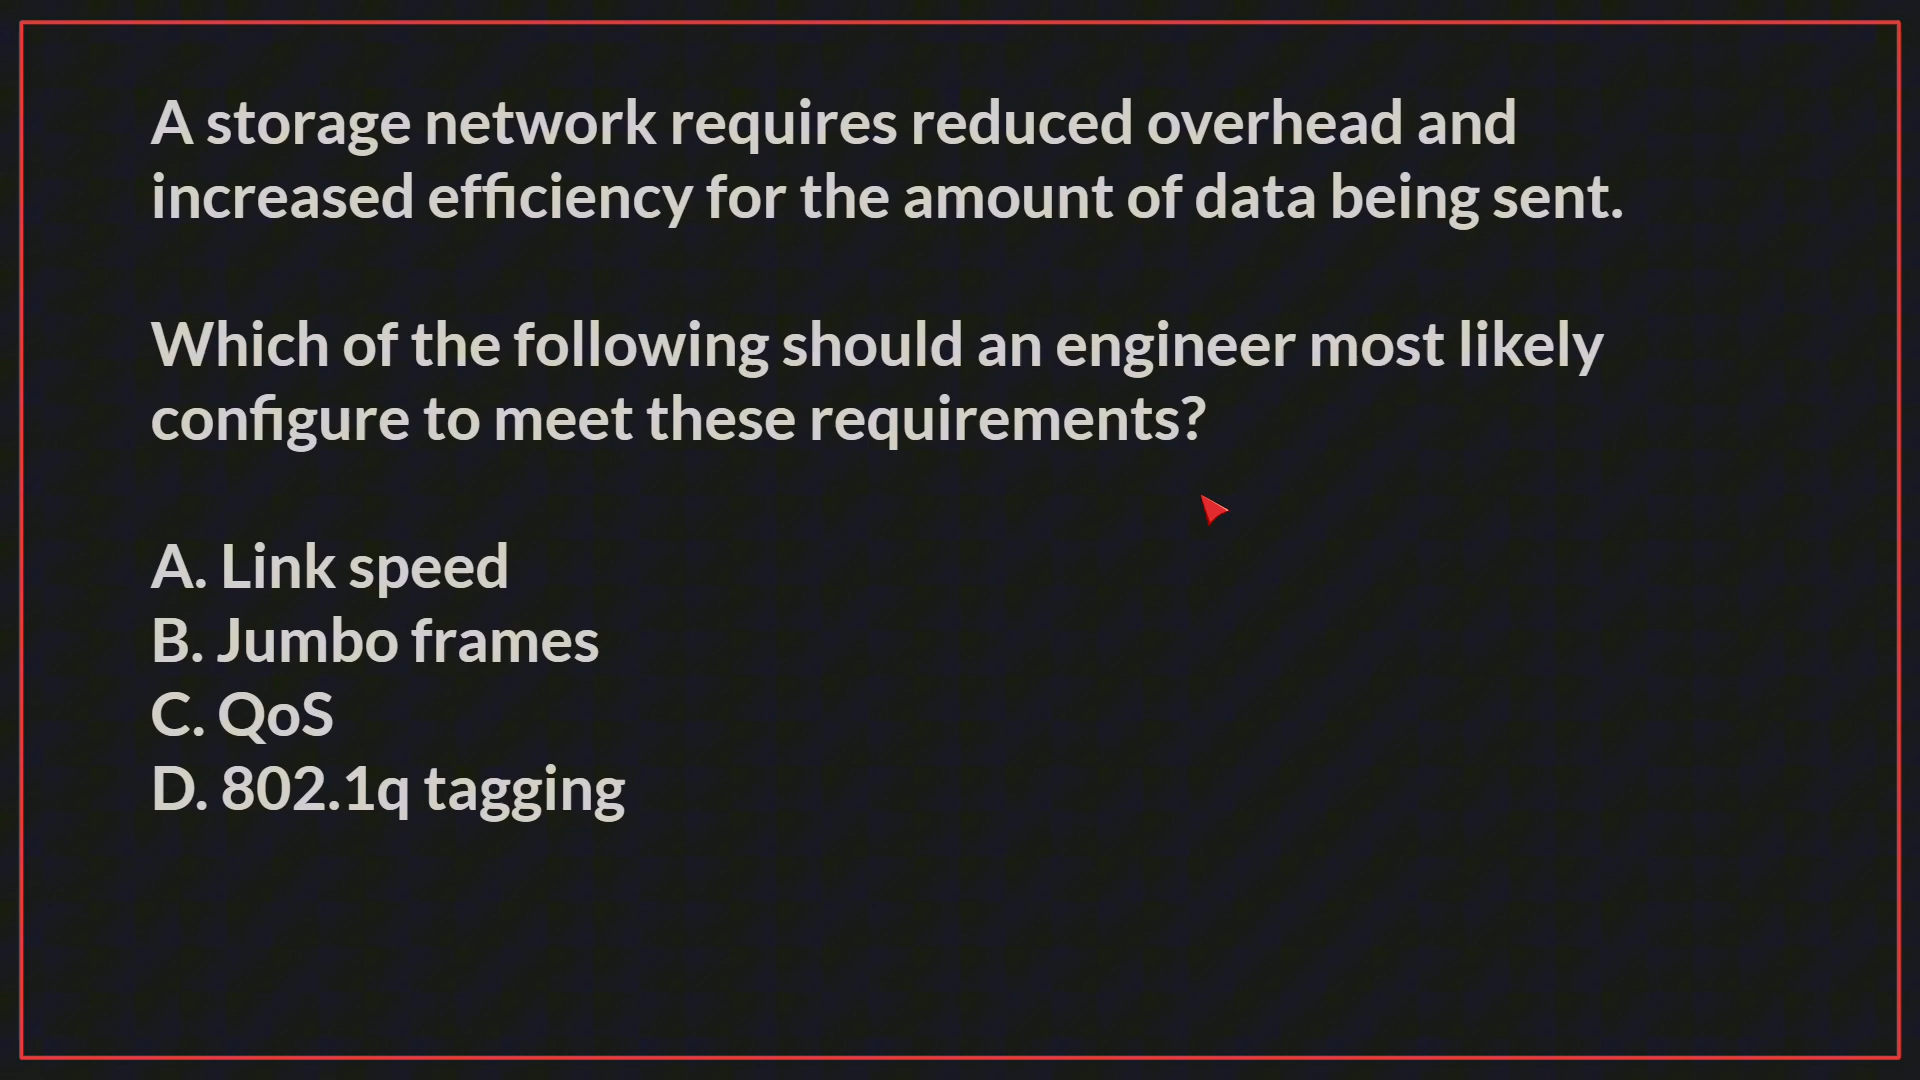 A storage network requires reduced overhead and
increased efficiency for the amount of data being sent.
Which of the following should an engineer most likely
configure to meet these requirements?
A. Link speed
B. Jumbo frames
C. QoS
D. 802.1q tagging